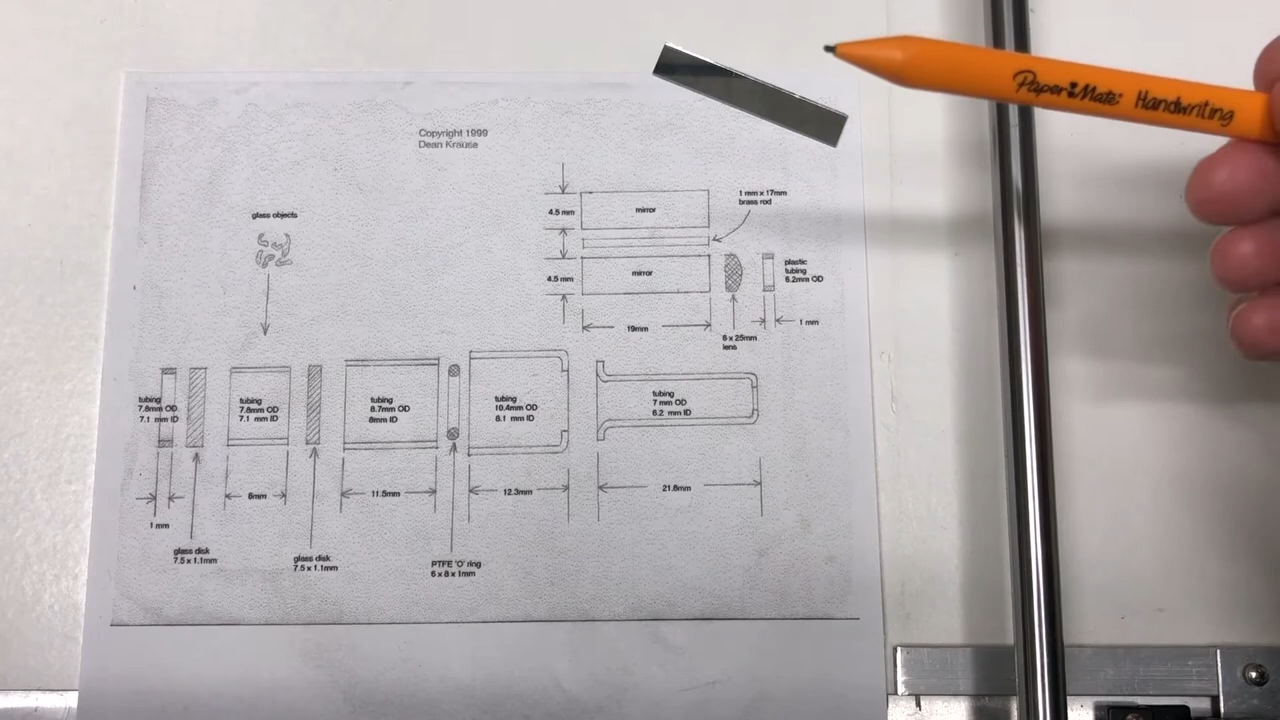 Paper Mate Handwriting
Copyright 1999
Dean Krause
1 mm x 17mm
brass rod
glass objects
4.5 mm
mirror
4.5 mm
mirror
plastic
tubing
6.2mm OD
19mm
1 mm
6 x 25mm
lens
tubing
7.8mm OD
7.1 mm ID
tubing
7.8mm OD
7.1 mm ID
tubing
8.7mm OD
8mm ID
tubing
10.4mm OD
8.1 mm ID
tubing
7 mm OD
6.2 mm ID
6mm
11.5mm
12.3mm
21.8mm
1 mm
glass disk
7.5 x 1.1mm
glass disk
7.5 x 1.1mm
PTFE 'O' ring
6 x 8 x 1mm